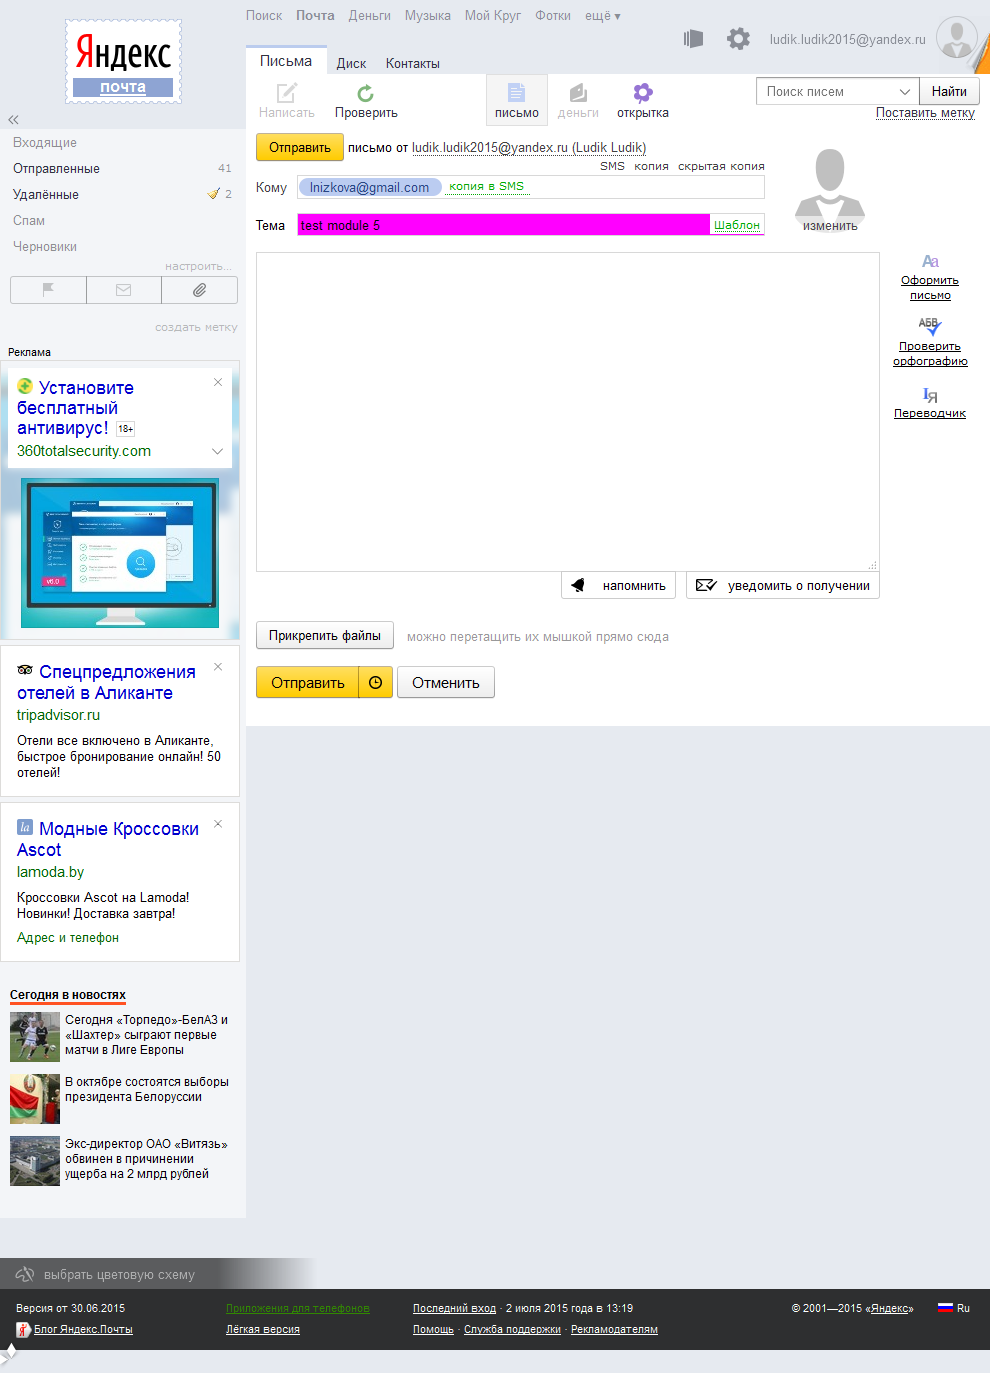 Поиск Почта Деньги Музыка Мой Круг Фотки ещё ▾
Яндекс
почта
ludik.ludik2015@yandex.ru
Письма Диск Контакты
Написать Проверить письмо деньги открытка
Поиск писем Найти
Поставить метку
Входящие
Отправленные 41
Удалённые 2
Спам
Черновики
настроить...
создать метку
Отправить письмо от ludik.ludik2015@yandex.ru (Ludik Ludik)
SMS копия скрытая копия
Кому lnizkova@gmail.com копия в SMS
Тема test module 5 Шаблон
изменить
Aa
Оформить
письмо
АБВ
Проверить
орфографию
Iя
Переводчик
напомнить уведомить о получении
Прикрепить файлы можно перетащить их мышкой прямо сюда
Отправить Отменить
Реклама
Установите
бесплатный
антивирус! 18+
360totalsecurity.com
v6.0
Спецпредложения
отелей в Аликанте
tripadvisor.ru
Отели все включено в Аликанте,
быстрое бронирование онлайн! 50
отелей!
la Модные Кроссовки
Ascot
lamoda.by
Кроссовки Ascot на Lamoda!
Новинки! Доставка завтра!
Адрес и телефон
Сегодня в новостях
Сегодня «Торпедо»-БелАЗ и
«Шахтер» сыграют первые
матчи в Лиге Европы
В октябре состоятся выборы
президента Белоруссии
Экс-директор ОАО «Витязь»
обвинен в причинении
ущерба на 2 млрд рублей
выбрать цветовую схему
Версия от 30.06.2015 Приложения для телефонов Последний вход · 2 июля 2015 года в 13:19 © 2001—2015 «Яндекс» Ru
Я Блог Яндекс.Почты Лёгкая версия Помощь · Служба поддержки · Рекламодателям